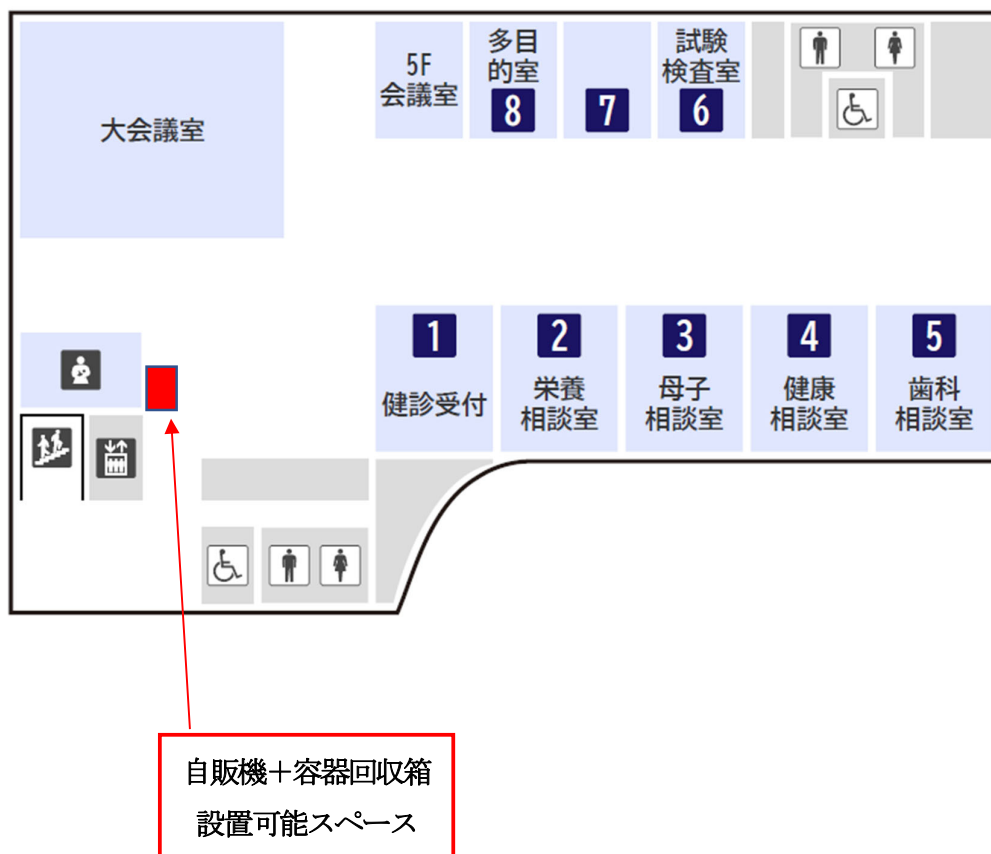 大会議室
5F
会議室
多目
的室
8
7
試験
検査室
6
1
健診受付
2
栄養
相談室
3
母子
相談室
4
健康
相談室
5
歯科
相談室
自販機＋容器回収箱
設置可能スペース